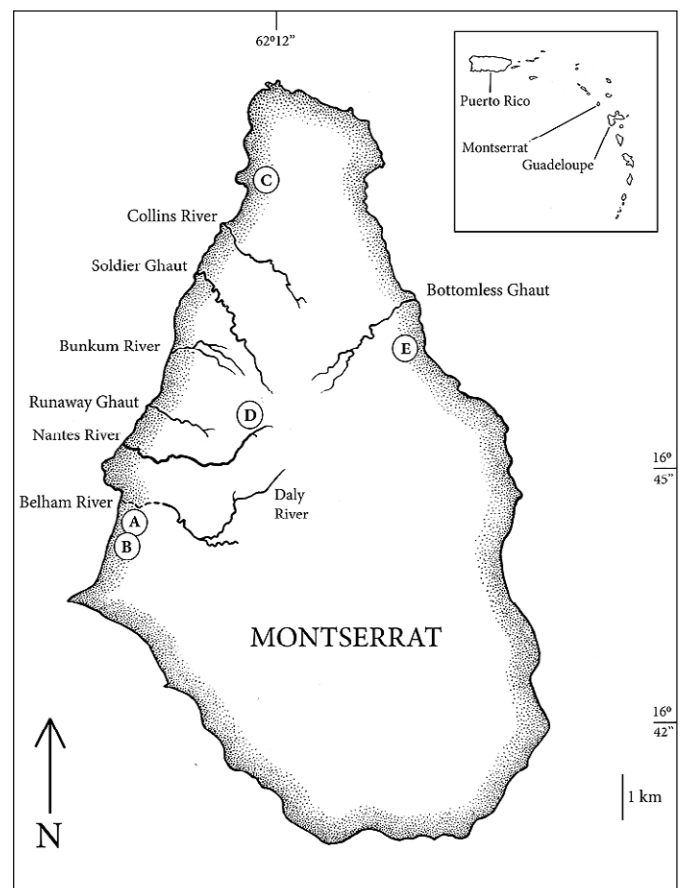 62º12”
Puerto Rico
Montserrat
Guadeloupe
C
Collins River
Soldier Ghaut
Bottomless Ghaut
Bunkum River
E
Runaway Ghaut
D
Nantes River
16º
45”
Belham River
Daly
River
A
B
MONTSERRAT
16º
42”
1 km
N